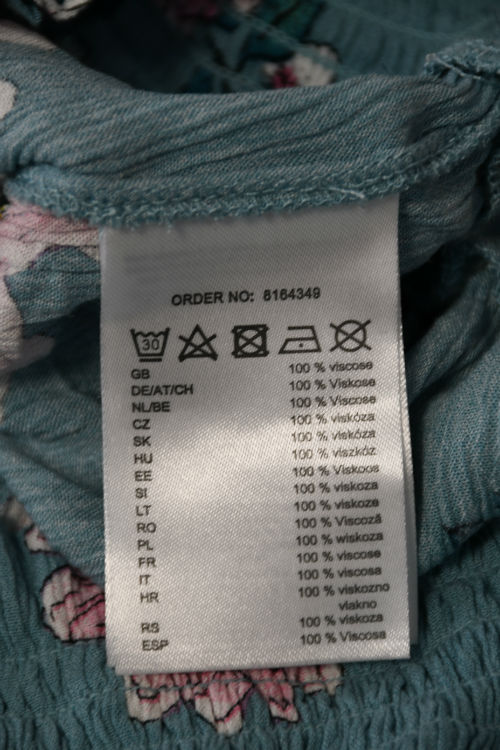 ORDER NO: 8164349
30
GB 100 % viscose
DE/AT/CH 100 % Viskose
NL/BE 100 % Viscose
CZ 100 % viskóza
SK 100 % viskóza
HU 100 % viszkóz
EE 100 % Viskoos
SI 100 % viskoza
LT 100 % viskoze
RO 100 % Viscoză
PL 100 % wiskoza
FR 100 % viscose
IT 100 % viscosa
HR 100 % viskozno
vlakno
RS 100 % viskoza
ESP 100 % Viscosa